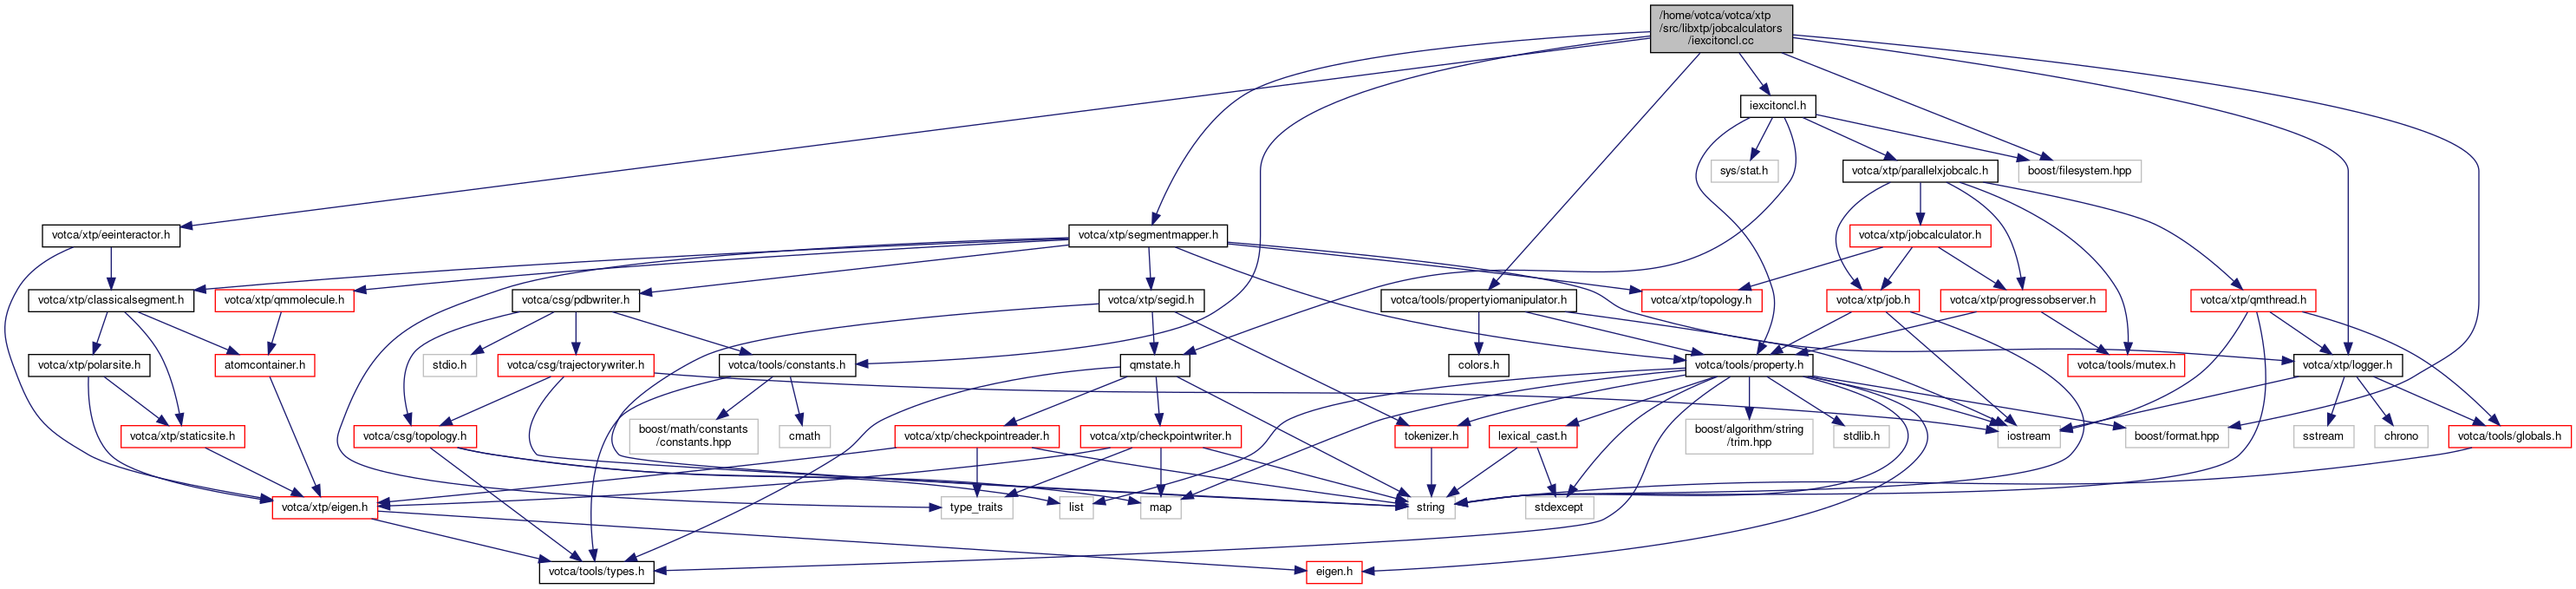 /home/votca/votca/xtp
/src/libxtp/jobcalculators
/iexcitoncl.cc
iexcitoncl.h
sys/stat.h
votca/xtp/parallelxjobcalc.h
boost/filesystem.hpp
votca/xtp/eeinteractor.h
votca/xtp/segmentmapper.h
votca/xtp/jobcalculator.h
votca/xtp/classicalsegment.h
votca/xtp/qmmolecule.h
votca/csg/pdbwriter.h
votca/xtp/segid.h
votca/tools/propertyiomanipulator.h
votca/xtp/topology.h
votca/xtp/job.h
votca/xtp/progressobserver.h
votca/xtp/qmthread.h
votca/xtp/polarsite.h
atomcontainer.h
stdio.h
votca/csg/trajectorywriter.h
votca/tools/constants.h
qmstate.h
colors.h
votca/tools/property.h
votca/tools/mutex.h
votca/xtp/logger.h
votca/xtp/staticsite.h
votca/csg/topology.h
boost/math/constants
/constants.hpp
cmath
votca/xtp/checkpointreader.h
votca/xtp/checkpointwriter.h
tokenizer.h
lexical_cast.h
boost/algorithm/string
/trim.hpp
stdlib.h
iostream
boost/format.hpp
sstream
chrono
votca/tools/globals.h
votca/xtp/eigen.h
type_traits
list
map
string
stdexcept
votca/tools/types.h
eigen.h